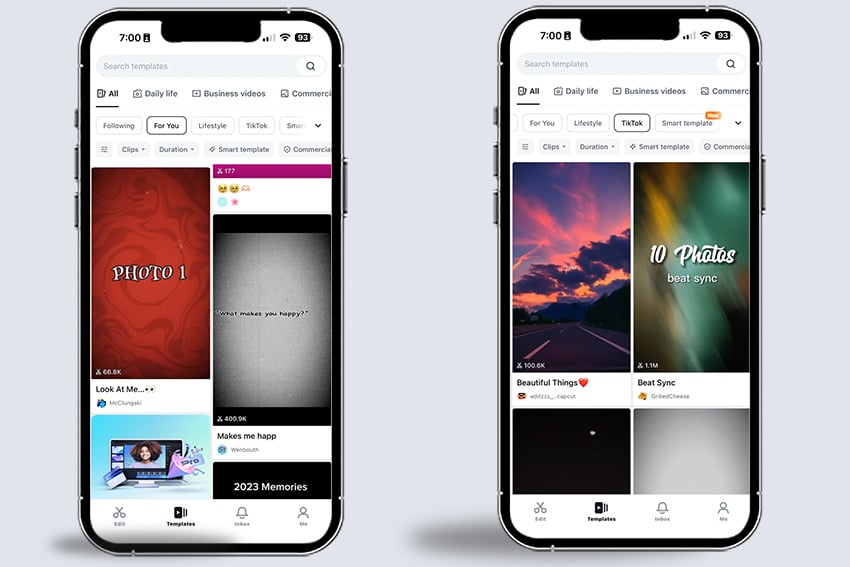 7:00
93
Search templates
All
Daily life
Business videos
Commerci
Following
For You
Lifestyle
TikTok
Smar
Clips
Duration
Smart template
Commercia
PHOTO 1
66.8K
Look At Me...👀
McClungski
Pro
177
🥹🥹🫶
🌸
"What makes you happy?"
400.9K
Makes me happ
Wenbouth
2023 Memories
Edit
Templates
Inbox
Me
7:00
93
Search templates
All
Daily life
Business videos
Commerc
For You
Lifestyle
TikTok
Smart template
Hot
Clips
Duration
Smart template
Commercia
100.6K
Beautiful Things❤️
editzzz_..capcut
10 Photos
beat sync
1.1M
Beat Sync
GrilledCheese
Edit
Templates
Inbox
Me